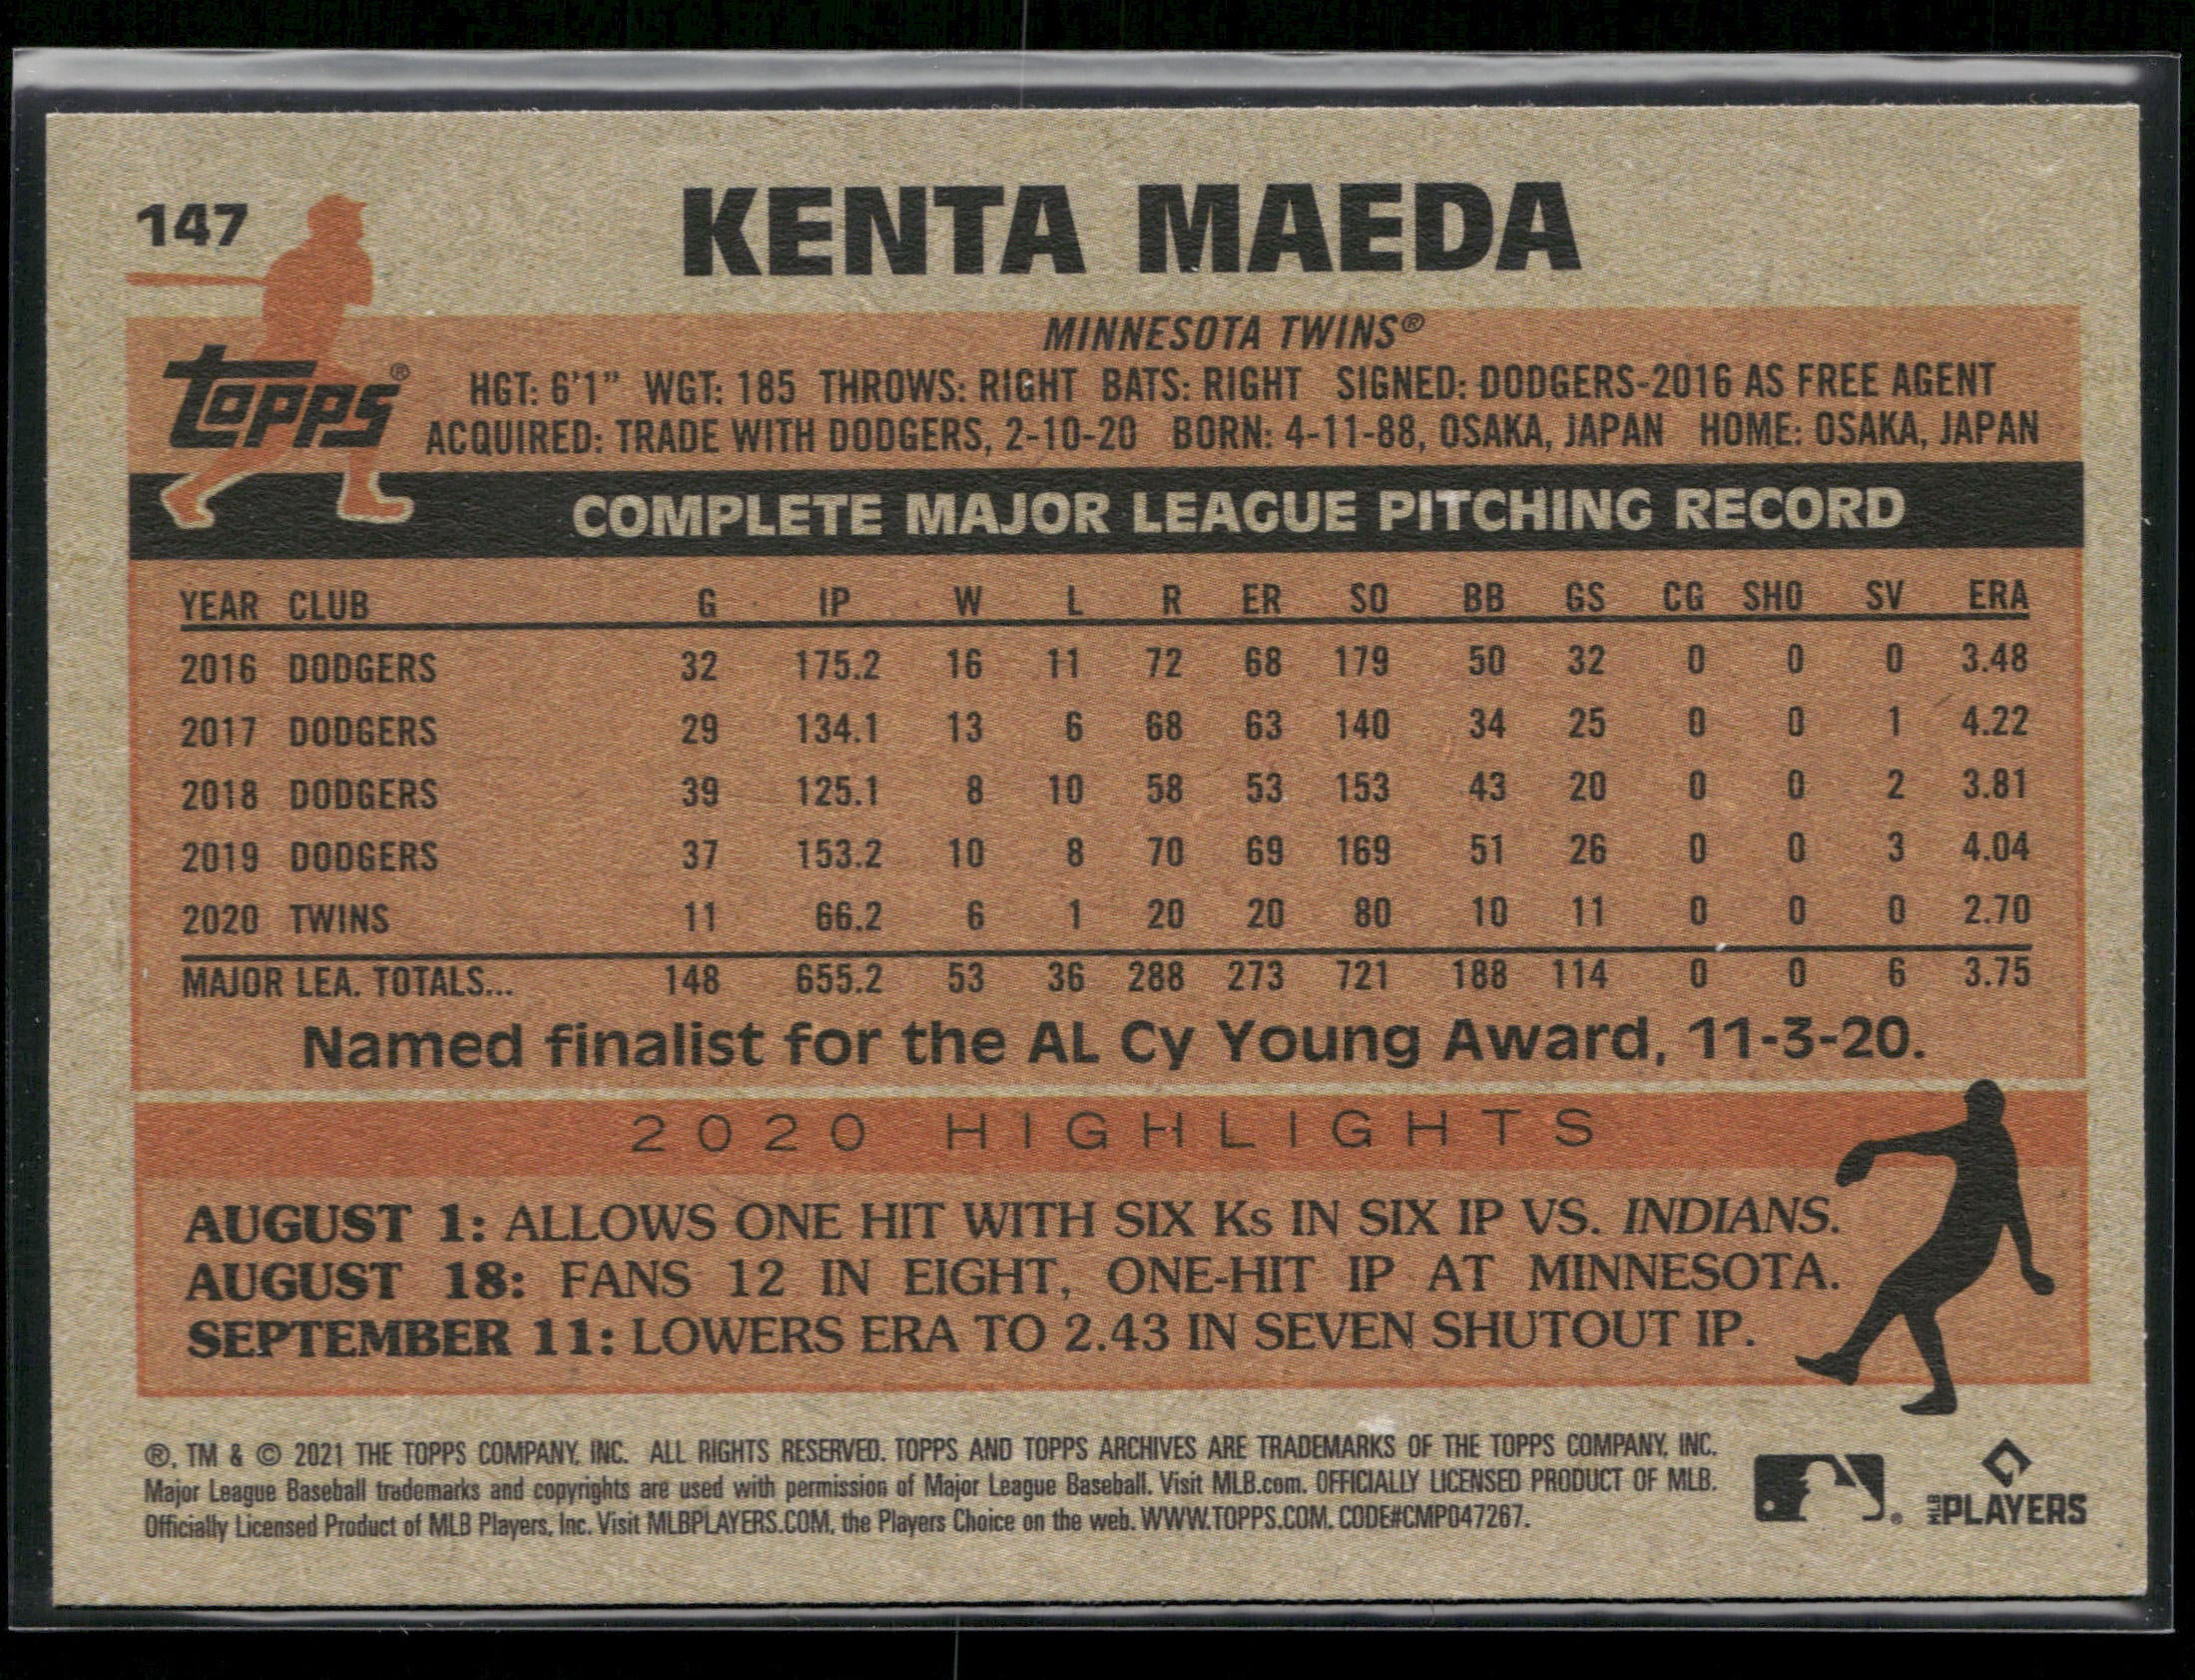 147
KENTA MAEDA
MINNESOTA TWINS®
Topps®
HGT: 6'1" WGT: 185 THROWS: RIGHT BATS: RIGHT SIGNED: DODGERS-2016 AS FREE AGENT
ACQUIRED: TRADE WITH DODGERS, 2-10-20 BORN: 4-11-88, OSAKA, JAPAN HOME: OSAKA, JAPAN
COMPLETE MAJOR LEAGUE PITCHING RECORD
YEAR CLUB G IP W L R ER SO BB GS CG SHO SV ERA
2016 DODGERS 32 175.2 16 11 72 68 179 50 32 0 0 0 3.48
2017 DODGERS 29 134.1 13 6 68 63 140 34 25 0 0 1 4.22
2018 DODGERS 39 125.1 8 10 58 53 153 43 20 0 0 2 3.81
2019 DODGERS 37 153.2 10 8 70 69 169 51 26 0 0 3 4.04
2020 TWINS 11 66.2 6 1 20 20 80 10 11 0 0 0 2.70
MAJOR LEA. TOTALS... 148 655.2 53 36 288 273 721 188 114 0 0 6 3.75
Named finalist for the AL Cy Young Award, 11-3-20.
2020 HIGHLIGHTS
AUGUST 1: ALLOWS ONE HIT WITH SIX Ks IN SIX IP VS. INDIANS.
AUGUST 18: FANS 12 IN EIGHT, ONE-HIT IP AT MINNESOTA.
SEPTEMBER 11: LOWERS ERA TO 2.43 IN SEVEN SHUTOUT IP.
®, TM & © 2021 THE TOPPS COMPANY, INC. ALL RIGHTS RESERVED. TOPPS AND TOPPS ARCHIVES ARE TRADEMARKS OF THE TOPPS COMPANY, INC.
Major League Baseball trademarks and copyrights are used with permission of Major League Baseball. Visit MLB.com. OFFICIALLY LICENSED PRODUCT OF MLB.
Officially Licensed Product of MLB Players, Inc. Visit MLBPLAYERS.COM, the Players Choice on the web. WWW.TOPPS.COM. CODE#CMP047267.
MLB PLAYERS